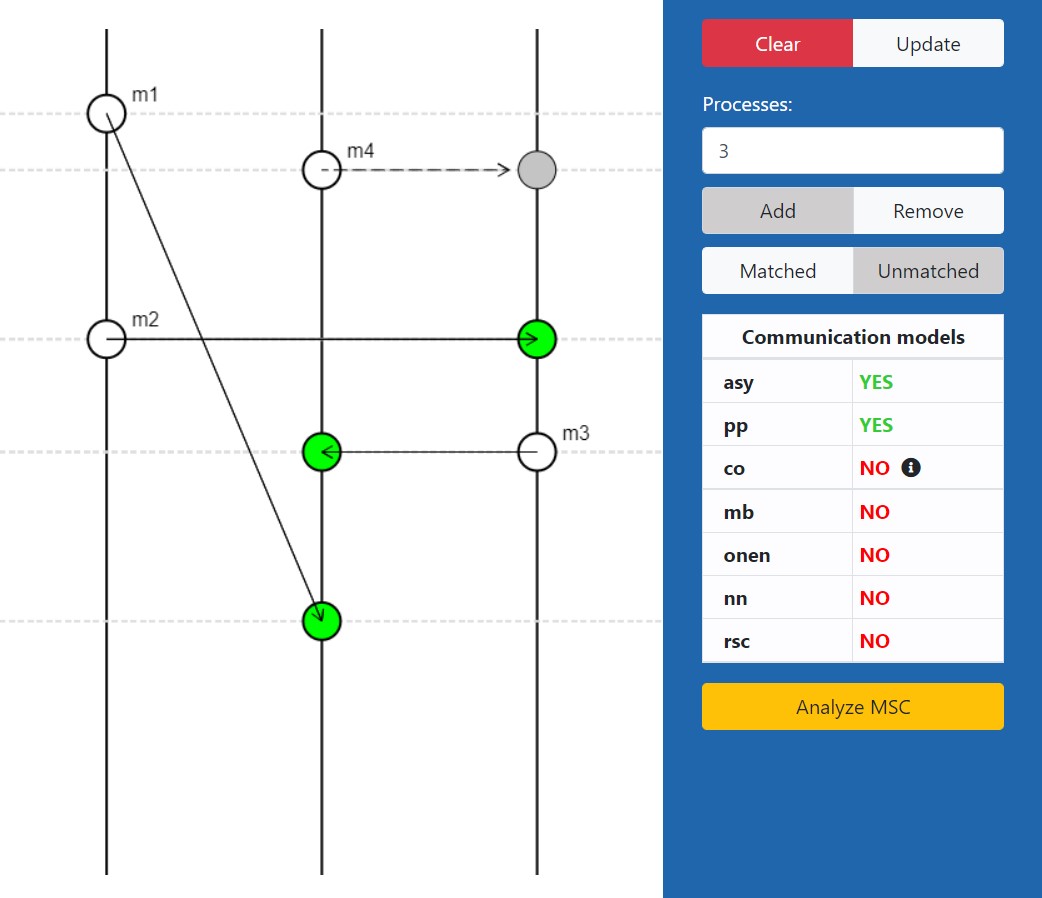 m1
m4
m2
m3
Clear
Update
Processes:
3
Add
Remove
Matched
Unmatched
Communication models
asy YES
pp YES
co NO
mb NO
onen NO
nn NO
rsc NO
Analyze MSC